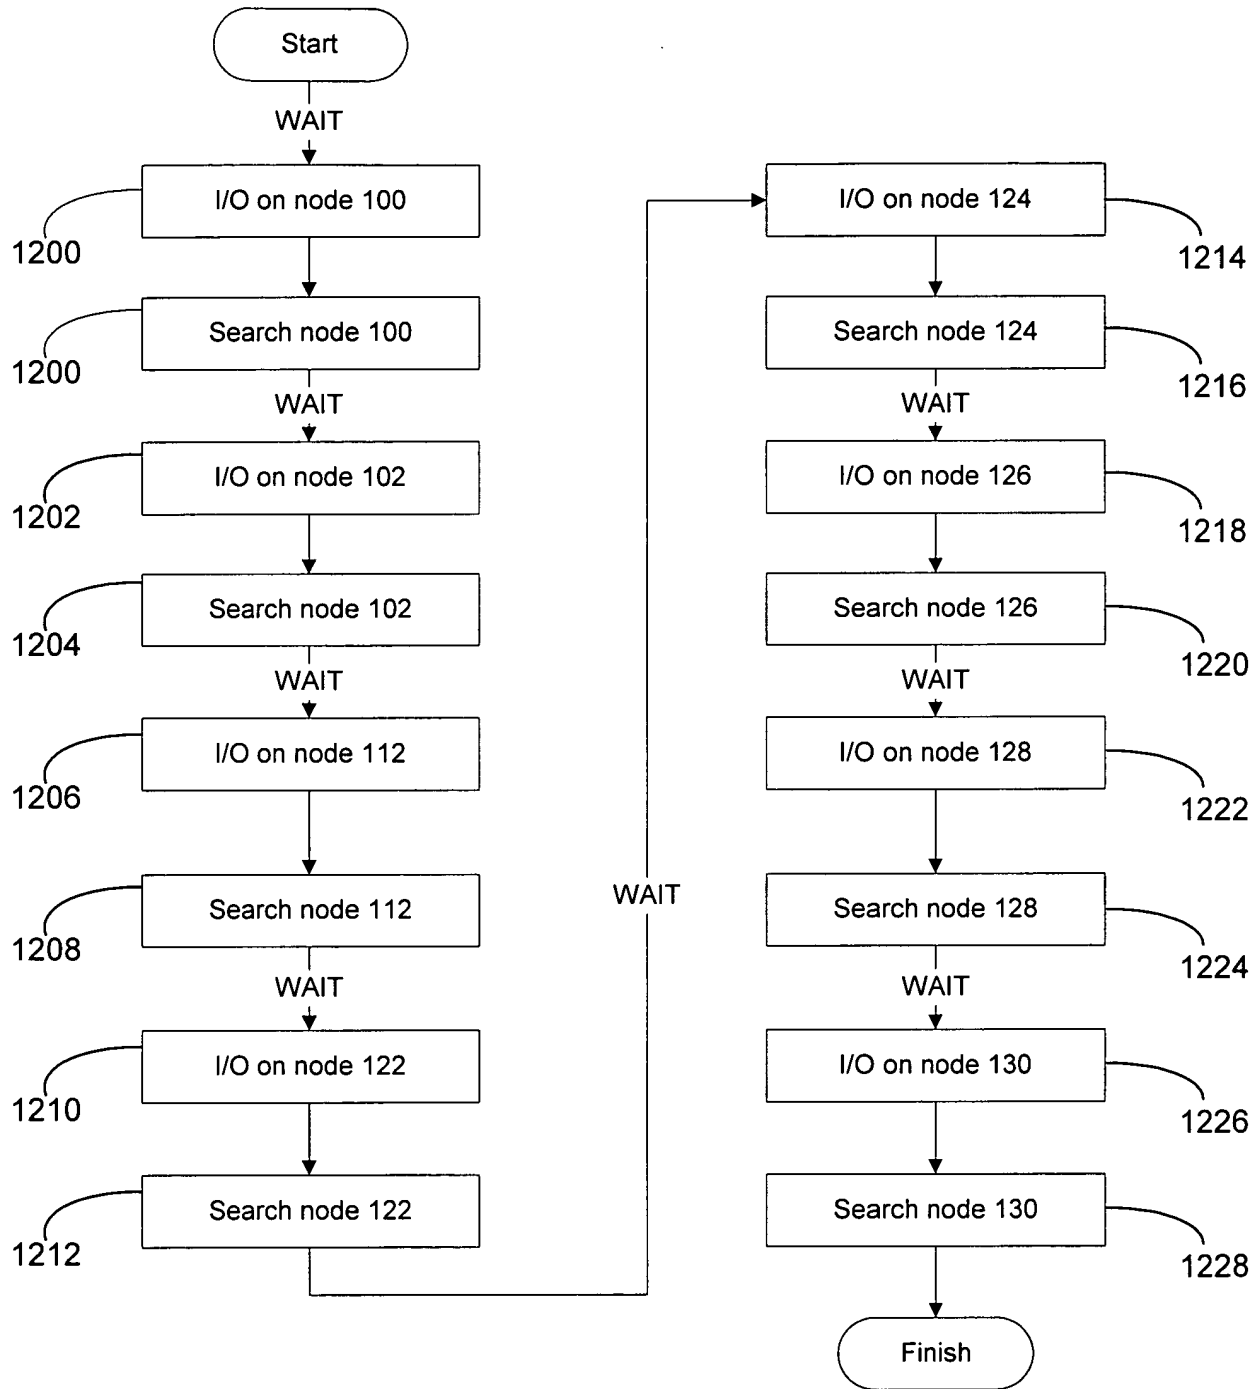 Start
WAIT
I/O on node 100
1200
Search node 100
1200
WAIT
I/O on node 102
1202
Search node 102
1204
WAIT
I/O on node 112
1206
Search node 112
1208
WAIT
I/O on node 122
1210
Search node 122
1212
WAIT
I/O on node 124
1214
Search node 124
1216
WAIT
I/O on node 126
1218
Search node 126
1220
WAIT
I/O on node 128
1222
Search node 128
1224
WAIT
I/O on node 130
1226
Search node 130
1228
Finish